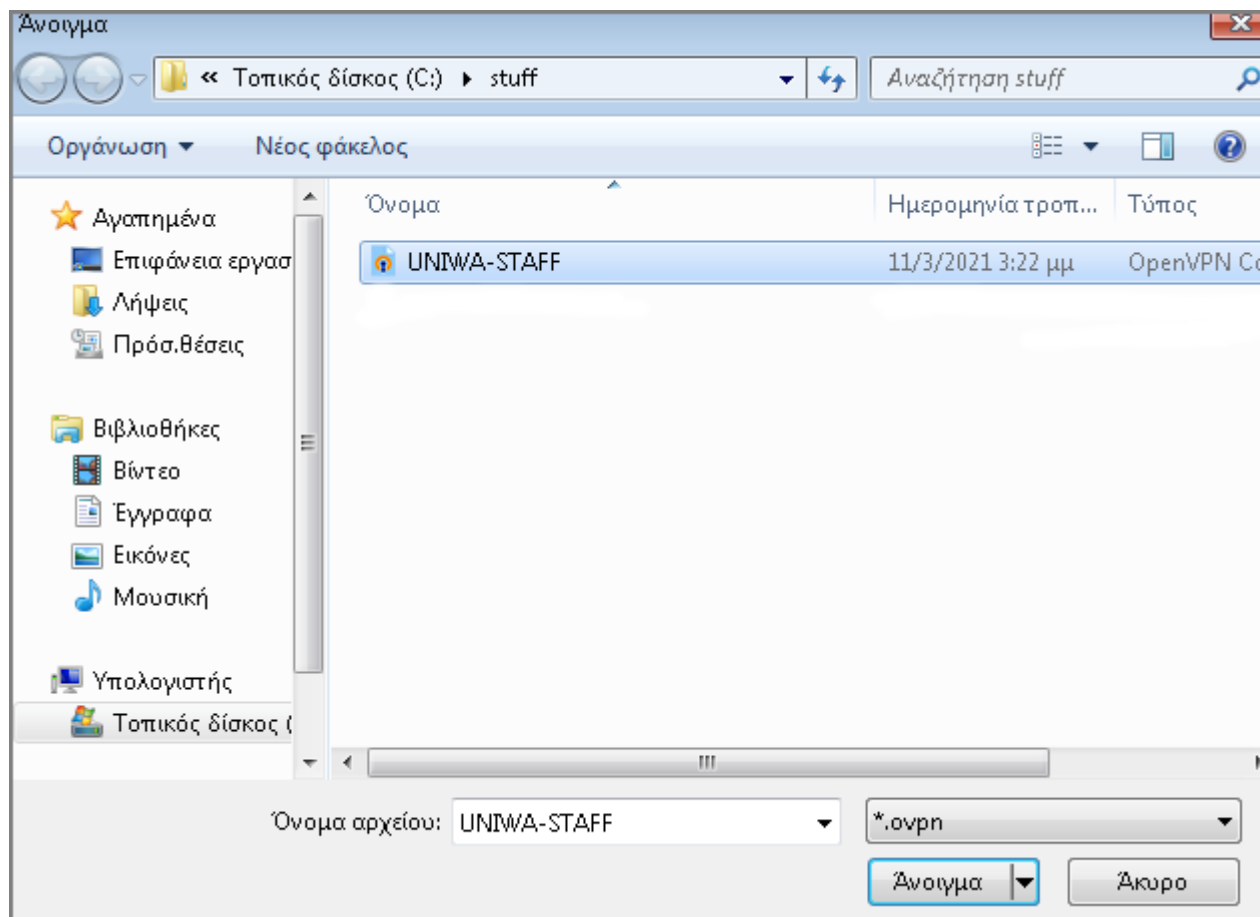 Άνοιγμα
« Τοπικός δίσκος (C:) ▸ stuff
Αναζήτηση stuff
Οργάνωση Νέος φάκελος
Όνομα Ημερομηνία τροπ... Τύπος
UNIWA-STAFF 11/3/2021 3:22 μμ OpenVPN
Αγαπημένα
Επιφάνεια εργασ
Λήψεις
Πρόσ.θέσεις
Βιβλιοθήκες
Βίντεο
Έγγραφα
Εικόνες
Μουσική
Υπολογιστής
Τοπικός δίσκος (
Όνομα αρχείου: UNIWA-STAFF *.ovpn
Άνοιγμα Άκυρο